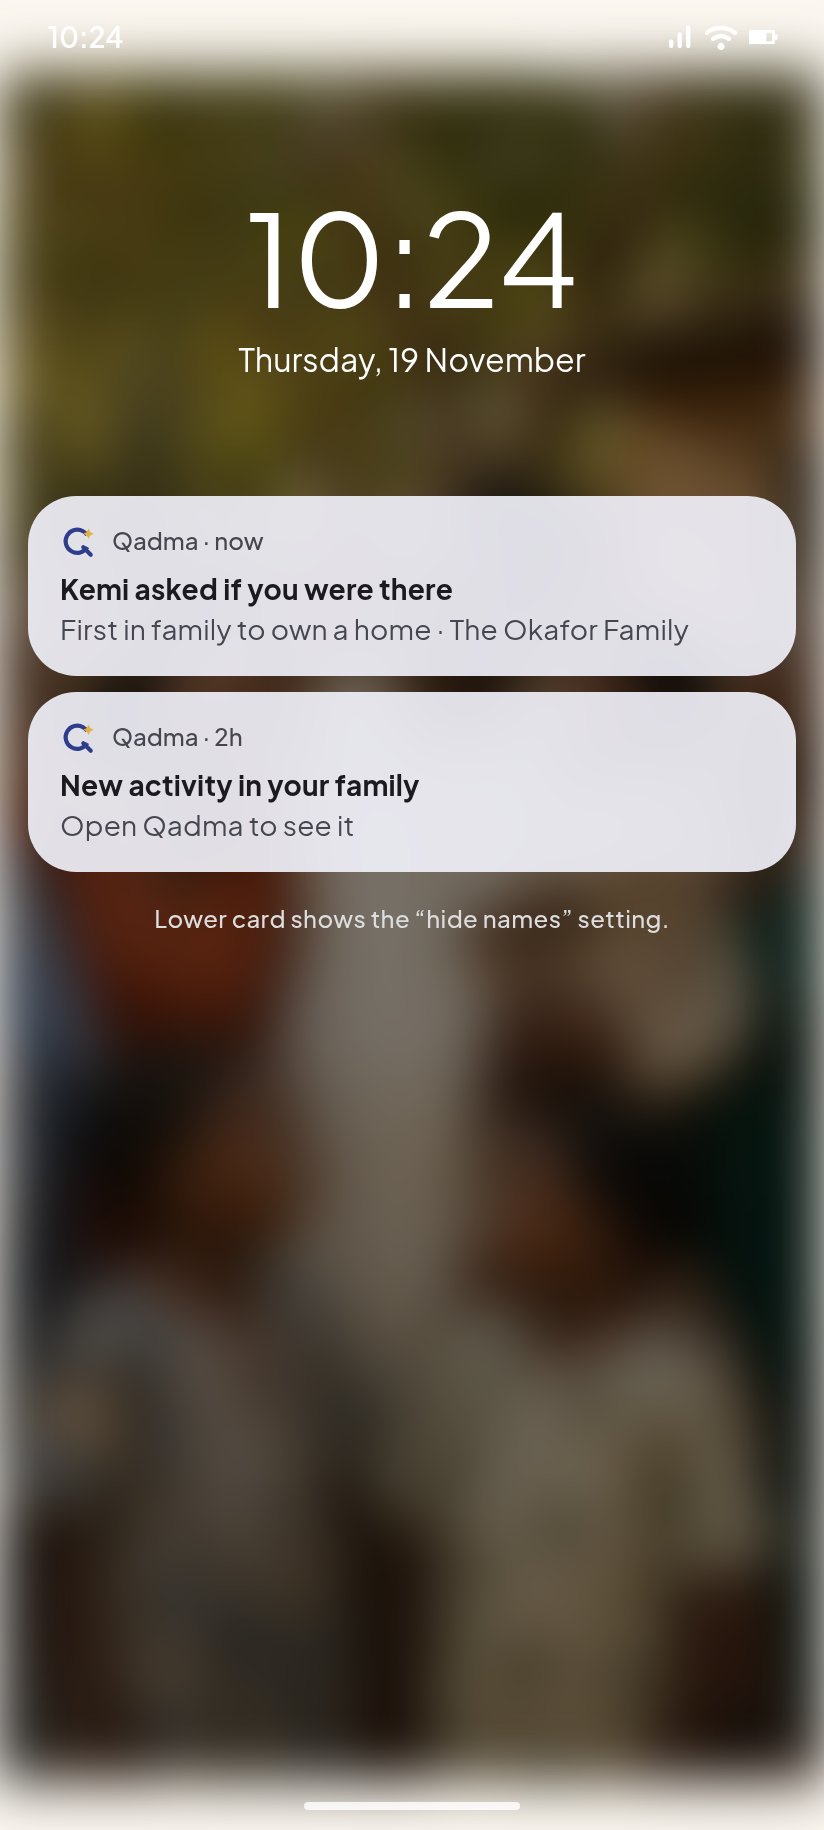 10:24
10:24
Thursday, 19 November
Qadma · now
Kemi asked if you were there
First in family to own a home · The Okafor Family
Qadma · 2h
New activity in your family
Open Qadma to see it
Lower card shows the “hide names” setting.